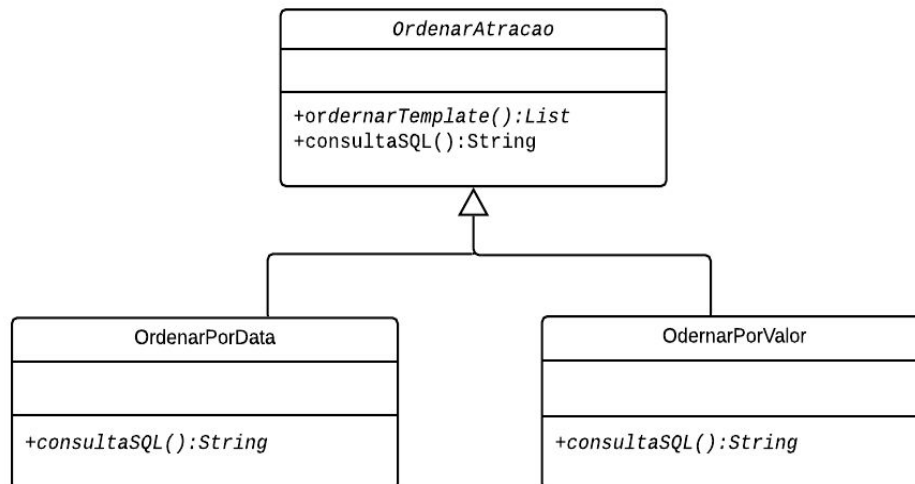 OrdenarAtracao
+ordernarTemplate():List
+consultaSQL():String
OrdenarPorData
OdernarPorValor
+consultaSQL():String
+consultaSQL():String